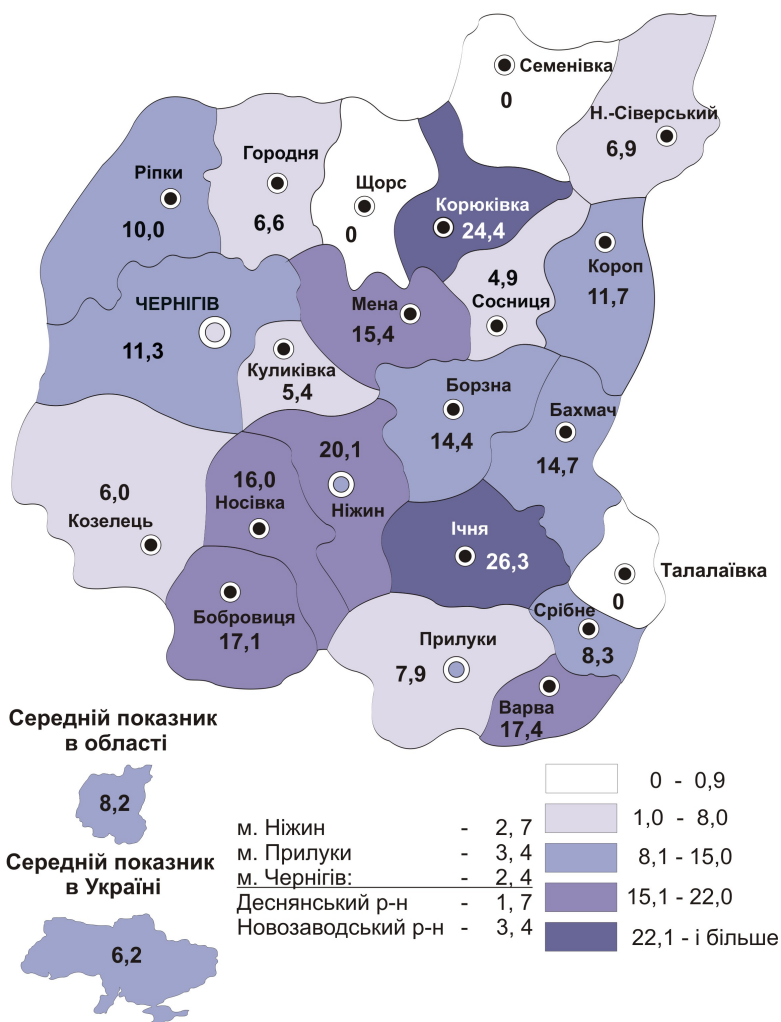 Семенівка
0
Н.-Сіверський
6,9
Городня
6,6
Ріпки
10,0
Щорс
0
Корюківка
24,4
Короп
11,7
4,9
Сосниця
ЧЕРНІГІВ
11,3
Мена
15,4
Куликівка
5,4
Борзна
14,4
Бахмач
14,7
20,1
Ніжин
16,0
Носівка
6,0
Козелець
Ічня
26,3
Талалаївка
0
Срібне
8,3
Бобровиця
17,1
Прилуки
7,9
Варва
17,4
Середній показник
в області
8,2
Середній показник
в Україні
6,2
м. Ніжин - 2, 7
м. Прилуки - 3, 4
м. Чернігів: - 2, 4
Деснянський р-н - 1, 7
Новозаводський р-н - 3, 4
0 - 0,9
1,0 - 8,0
8,1 - 15,0
15,1 - 22,0
22,1 - і більше